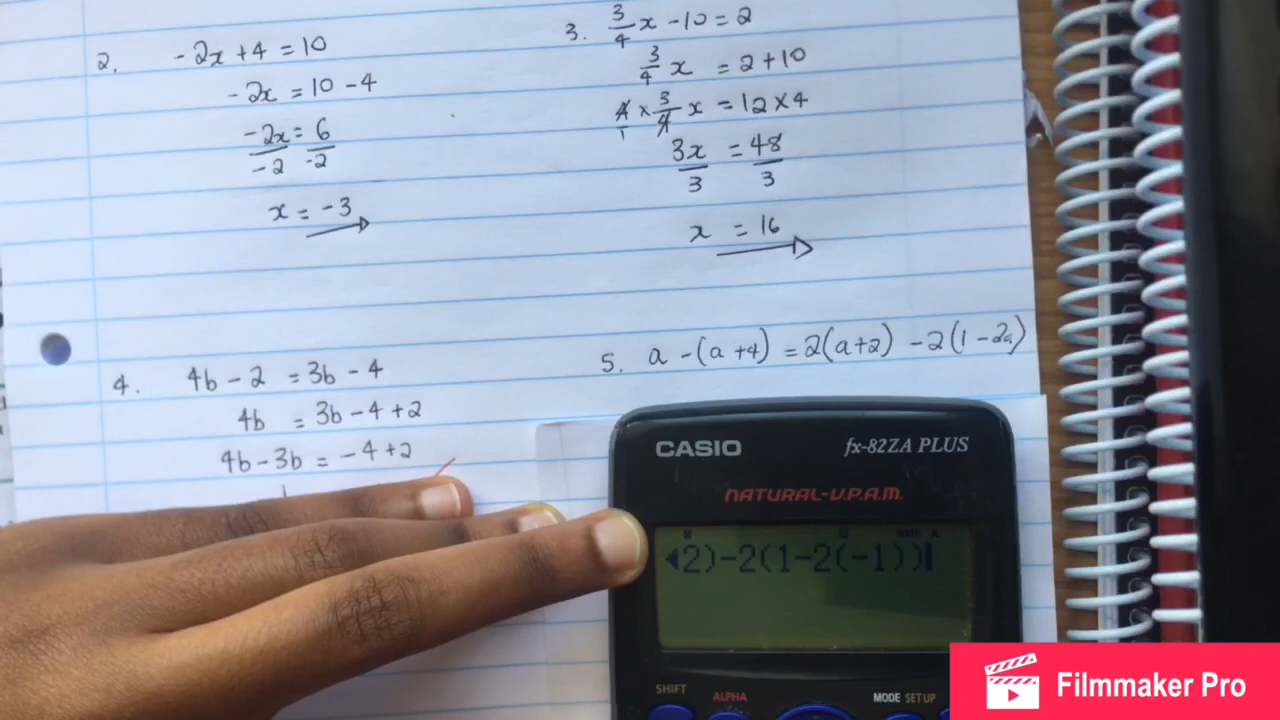 2. -2x + 4 = 10
-2x = 10 - 4
-2x = 6
-2 -2
x = -3
3. 3/4 x - 10 = 2
3/4 x = 2 + 10
4/1 × 3/4 x = 12 × 4
3x = 48
3 3
x = 16
4. 4b - 2 = 3b - 4
4b = 3b - 4 + 2
4b - 3b = -4 + 2
5. a - (a + 4) = 2(a + 2) - 2(1 - 2a)
CASIO fx-82ZA PLUS
NATURAL-V.P.A.M.
Math ▲
◄2)-2(1-2(-1))
SHIFT ALPHA MODE SETUP
Filmmaker Pro